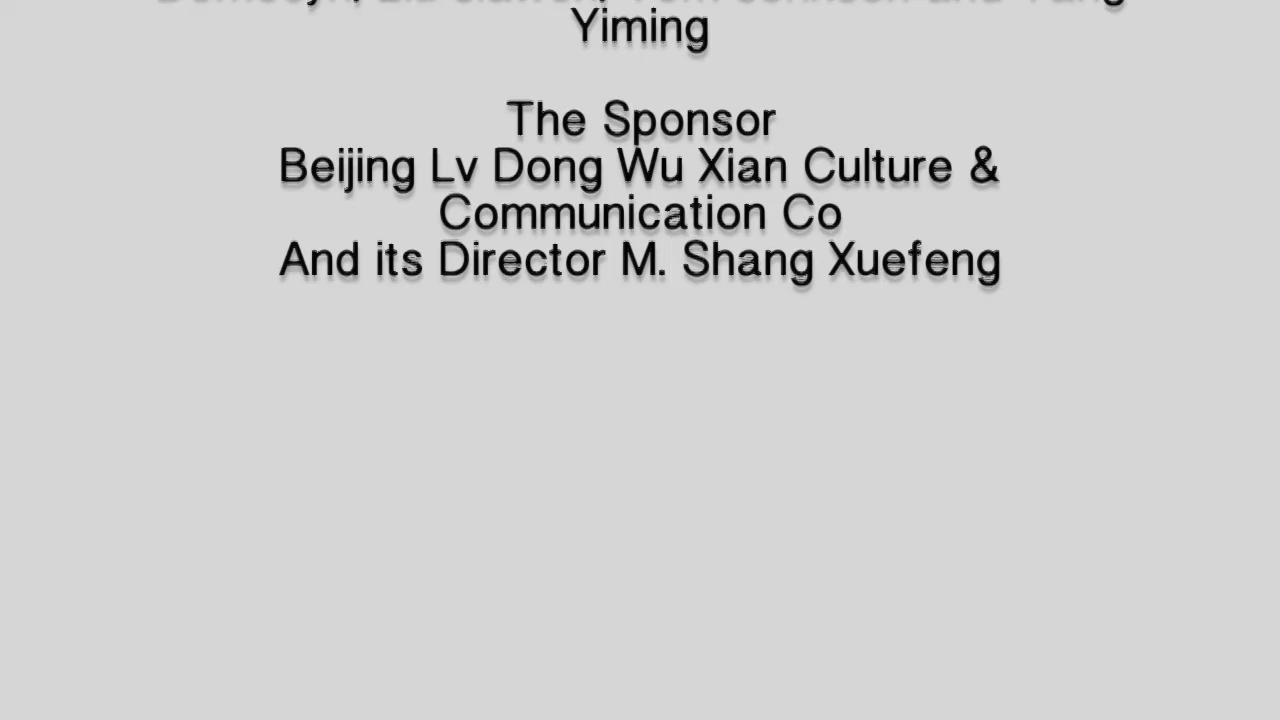 Yiming
The Sponsor
Beijing Lv Dong Wu Xian Culture &
Communication Co
And its Director M. Shang Xuefeng